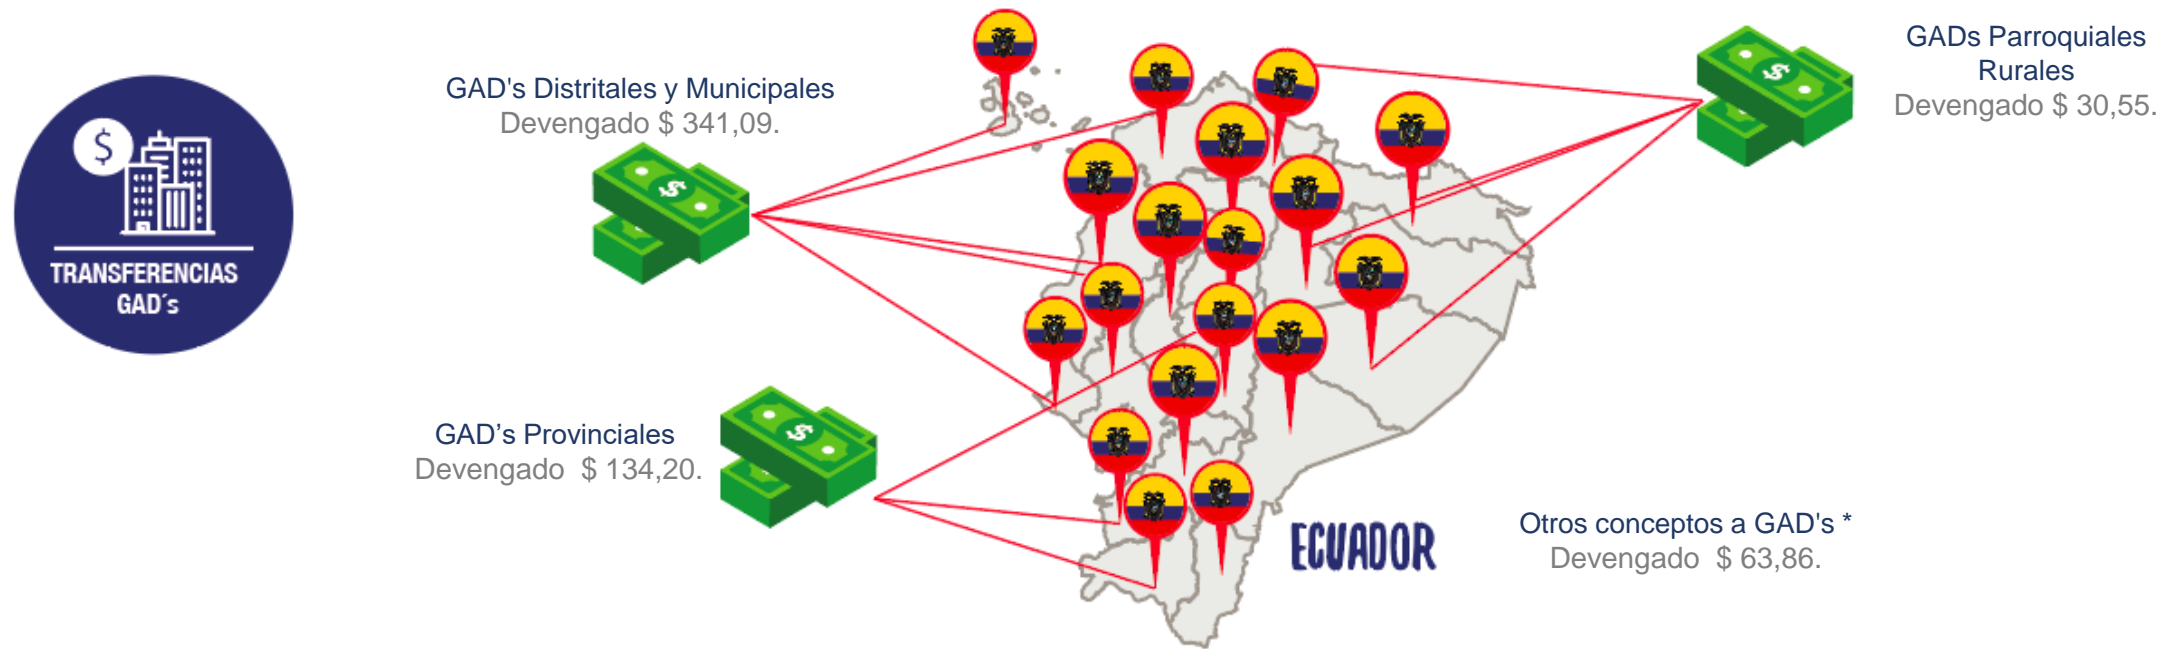 $
TRANSFERENCIAS
GAD´s
GAD's Distritales y Municipales
Devengado $ 341,09.
$
GAD’s Provinciales
Devengado  $ 134,20.
$
ECUADOR
$
GADs Parroquiales
Rurales
Devengado $ 30,55.
Otros conceptos a GAD's *
Devengado  $ 63,86.